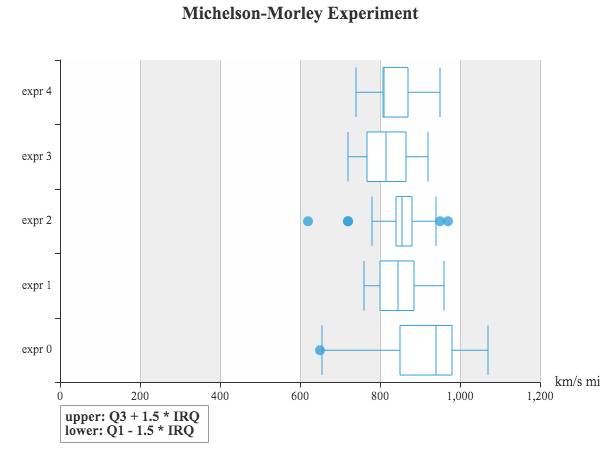 Michelson-Morley Experiment
expr 4
expr 3
expr 2
expr 1
expr 0
km/s mi
0 200 400 600 800 1,000 1,200
upper: Q3 + 1.5 * IRQ
lower: Q1 - 1.5 * IRQ